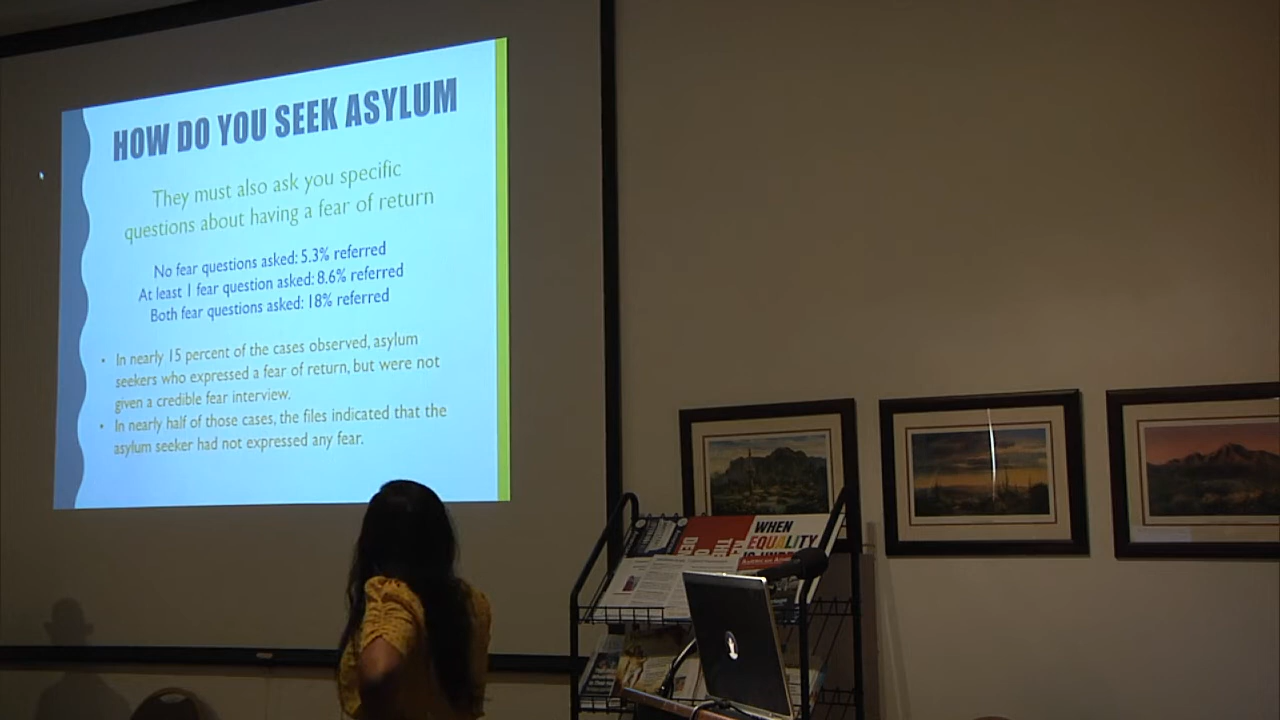 HOW DO YOU SEEK ASYLUM
They must also ask you specific
questions about having a fear of return
No fear questions asked: 5.3% referred
At least 1 fear question asked: 8.6% referred
Both fear questions asked: 18% referred
• In nearly 15 percent of the cases observed, asylum
seekers who expressed a fear of return, but were not
given a credible fear interview.
• In nearly half of those cases, the files indicated that the
asylum seeker had not expressed any fear.
WHEN
EQUALITY